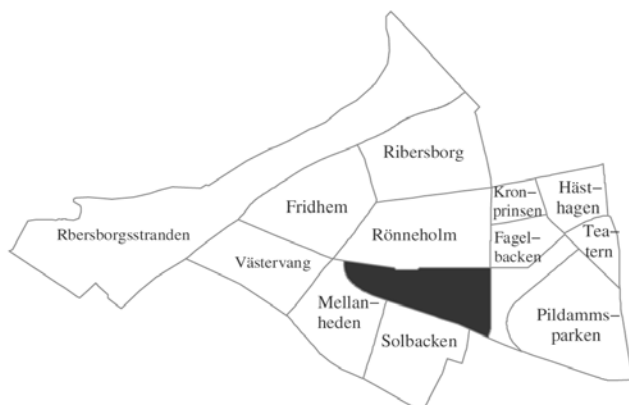 Ribersborg
Kron-
prinsen
Häst-
hagen
Fridhem
Rbersborgsstranden
Rönneholm
Fagel-
backen
Tea-
tern
Västervang
Mellan-
heden
Solbacken
Pildamms-
parken